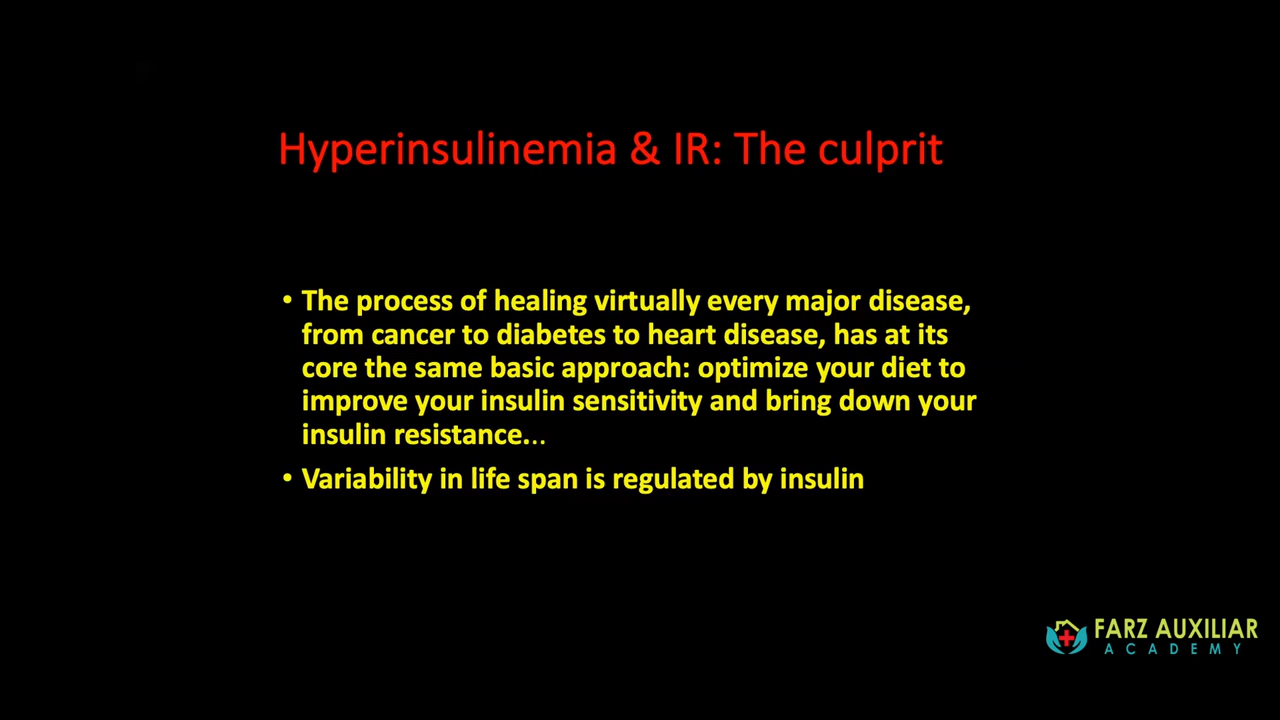 Hyperinsulinemia & IR: The culprit
• The process of healing virtually every major disease,
from cancer to diabetes to heart disease, has at its
core the same basic approach: optimize your diet to
improve your insulin sensitivity and bring down your
insulin resistance...
• Variability in life span is regulated by insulin
FARZ AUXILIAR
ACADEMY